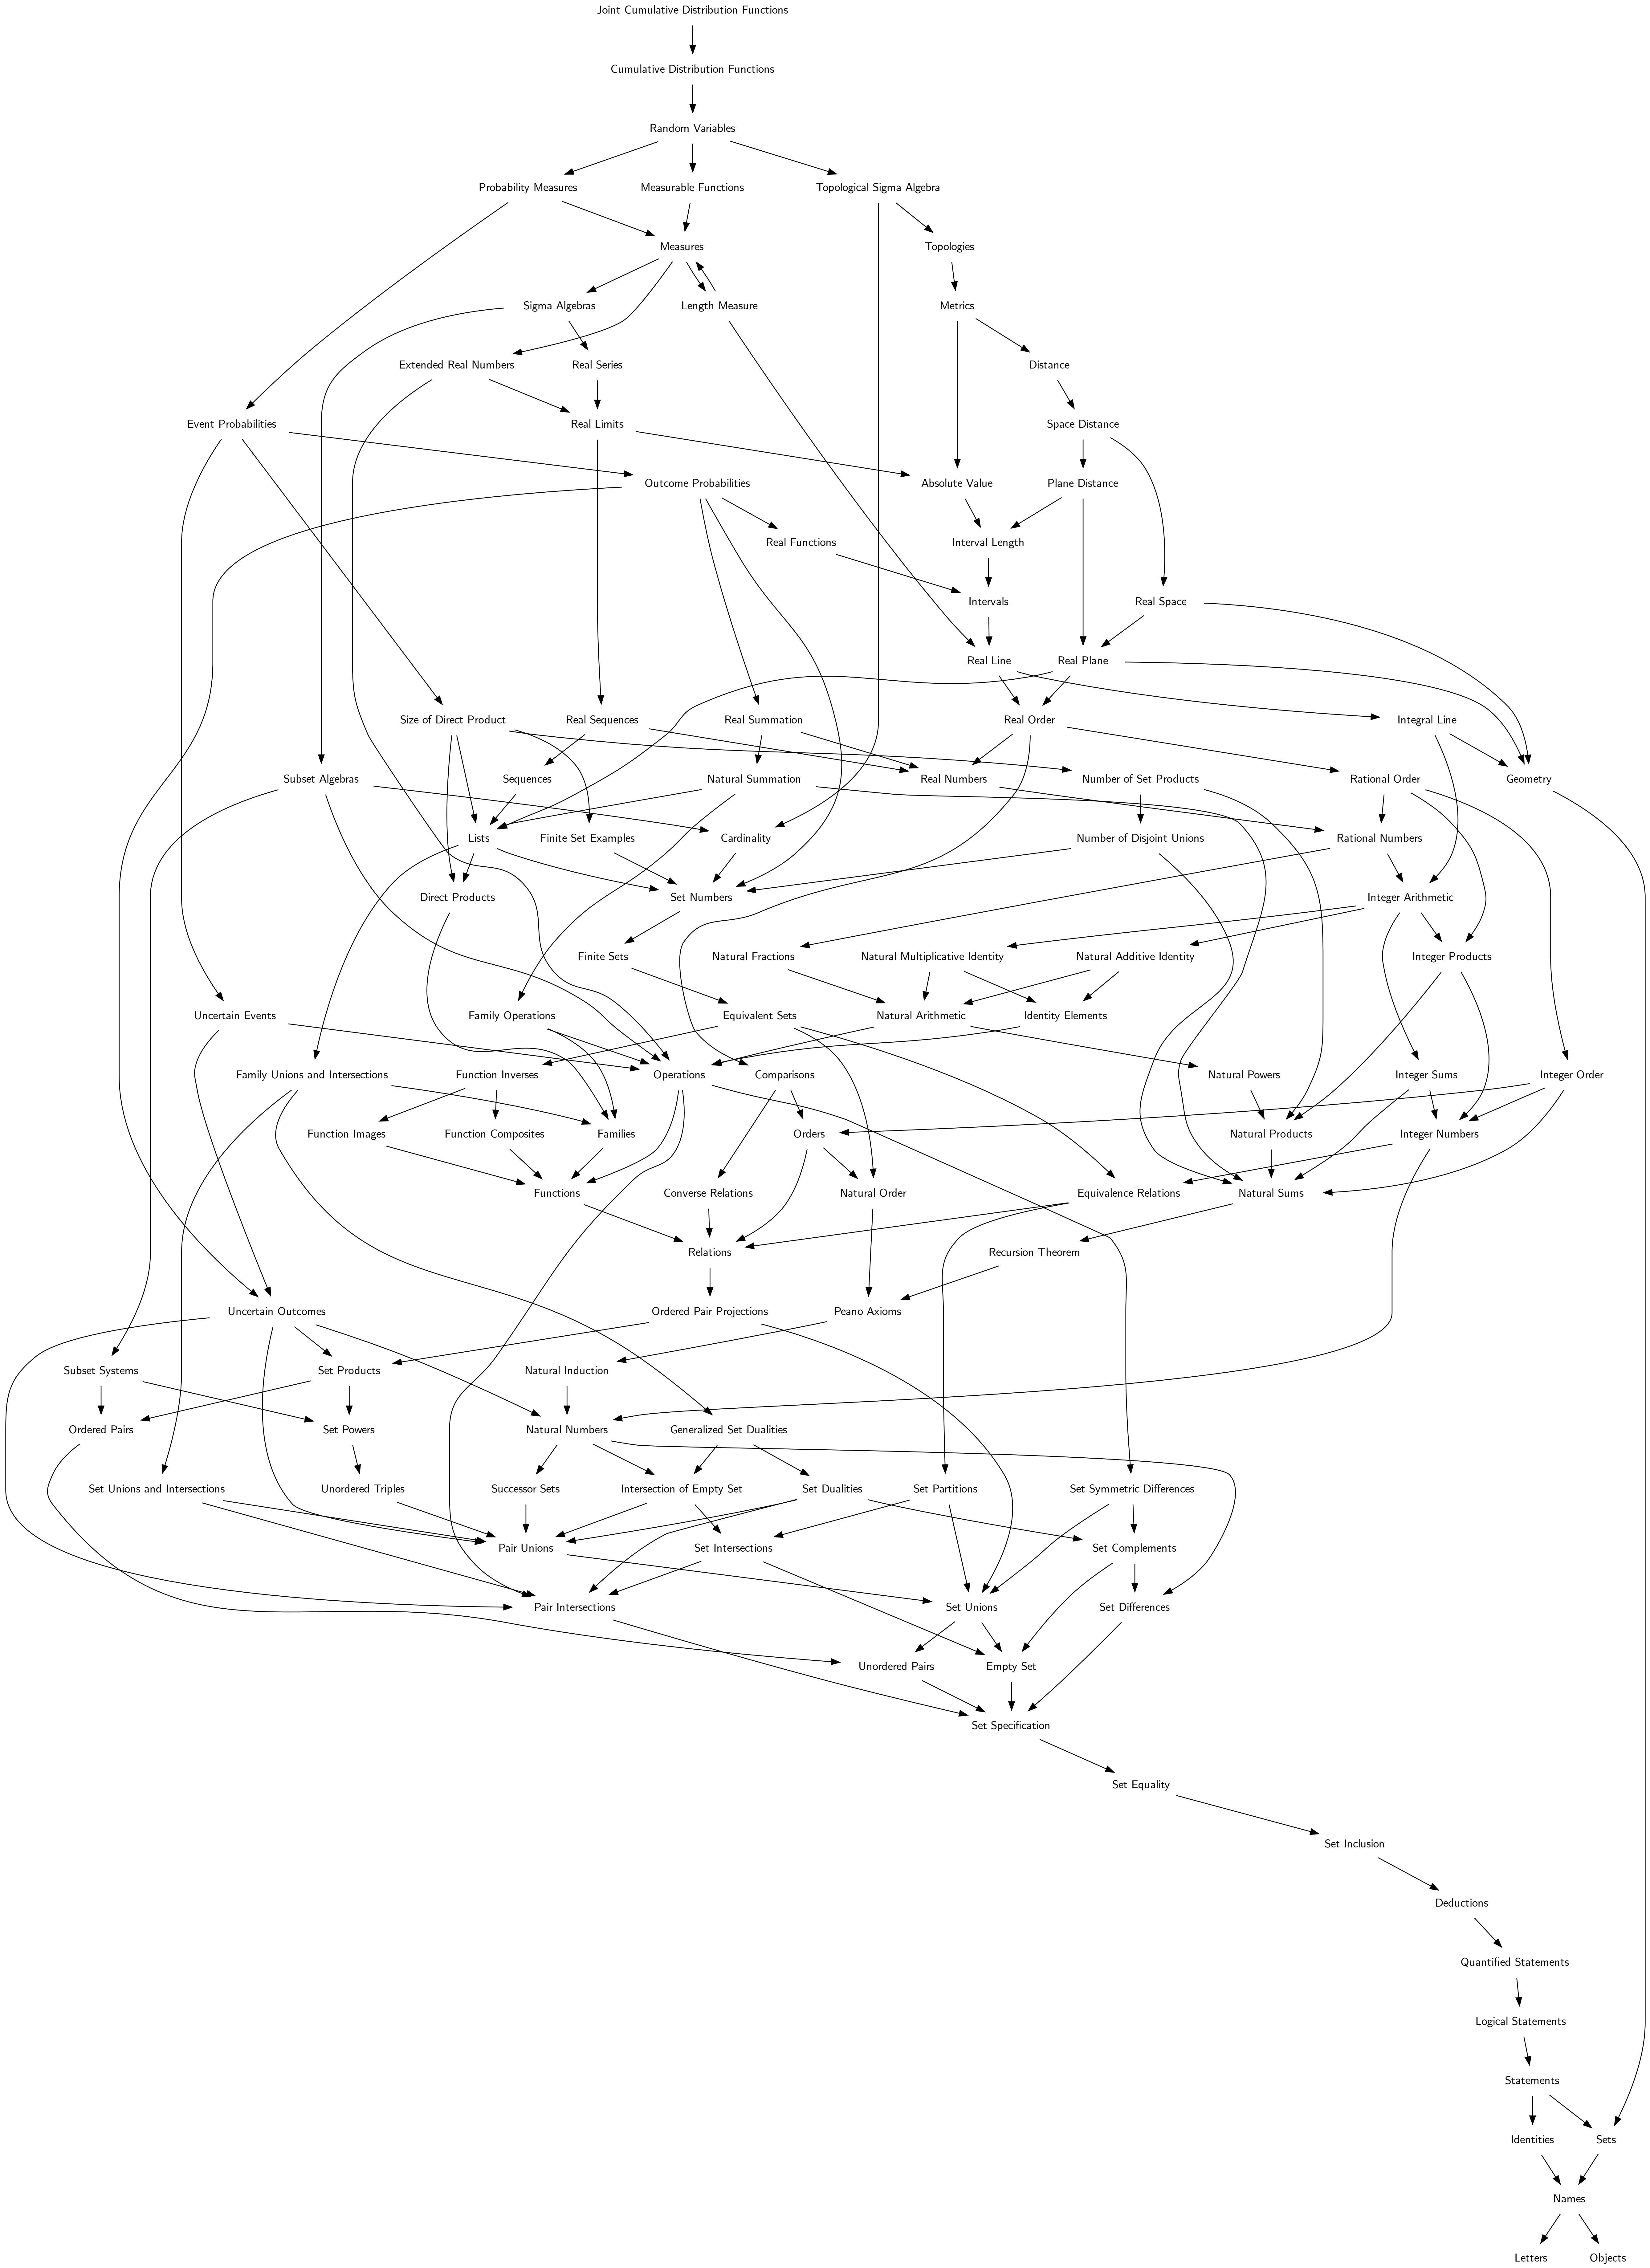 Joint Cumulative Distribution Functions
Cumulative Distribution Functions
Random Variables
Probability Measures
Measurable Functions
Topological Sigma Algebra
Measures
Topologies
Sigma Algebras
Length Measure
Metrics
Extended Real Numbers
Real Series
Distance
Event Probabilities
Real Limits
Space Distance
Outcome Probabilities
Absolute Value
Plane Distance
Real Functions
Interval Length
Intervals
Real Space
Real Line
Real Plane
Size of Direct Product
Real Sequences
Real Summation
Real Order
Integral Line
Subset Algebras
Sequences
Natural Summation
Real Numbers
Number of Set Products
Rational Order
Geometry
Lists
Finite Set Examples
Cardinality
Number of Disjoint Unions
Rational Numbers
Direct Products
Set Numbers
Integer Arithmetic
Finite Sets
Natural Fractions
Natural Multiplicative Identity
Natural Additive Identity
Integer Products
Uncertain Events
Family Operations
Equivalent Sets
Natural Arithmetic
Identity Elements
Family Unions and Intersections
Function Inverses
Operations
Comparisons
Natural Powers
Integer Sums
Integer Order
Function Images
Function Composites
Families
Orders
Natural Products
Integer Numbers
Functions
Converse Relations
Natural Order
Equivalence Relations
Natural Sums
Relations
Recursion Theorem
Uncertain Outcomes
Ordered Pair Projections
Peano Axioms
Subset Systems
Set Products
Natural Induction
Ordered Pairs
Set Powers
Natural Numbers
Generalized Set Dualities
Set Unions and Intersections
Unordered Triples
Successor Sets
Intersection of Empty Set
Set Dualities
Set Partitions
Set Symmetric Differences
Pair Unions
Set Intersections
Set Complements
Pair Intersections
Set Unions
Set Differences
Unordered Pairs
Empty Set
Set Specification
Set Equality
Set Inclusion
Deductions
Quantified Statements
Logical Statements
Statements
Identities
Sets
Names
Letters
Objects